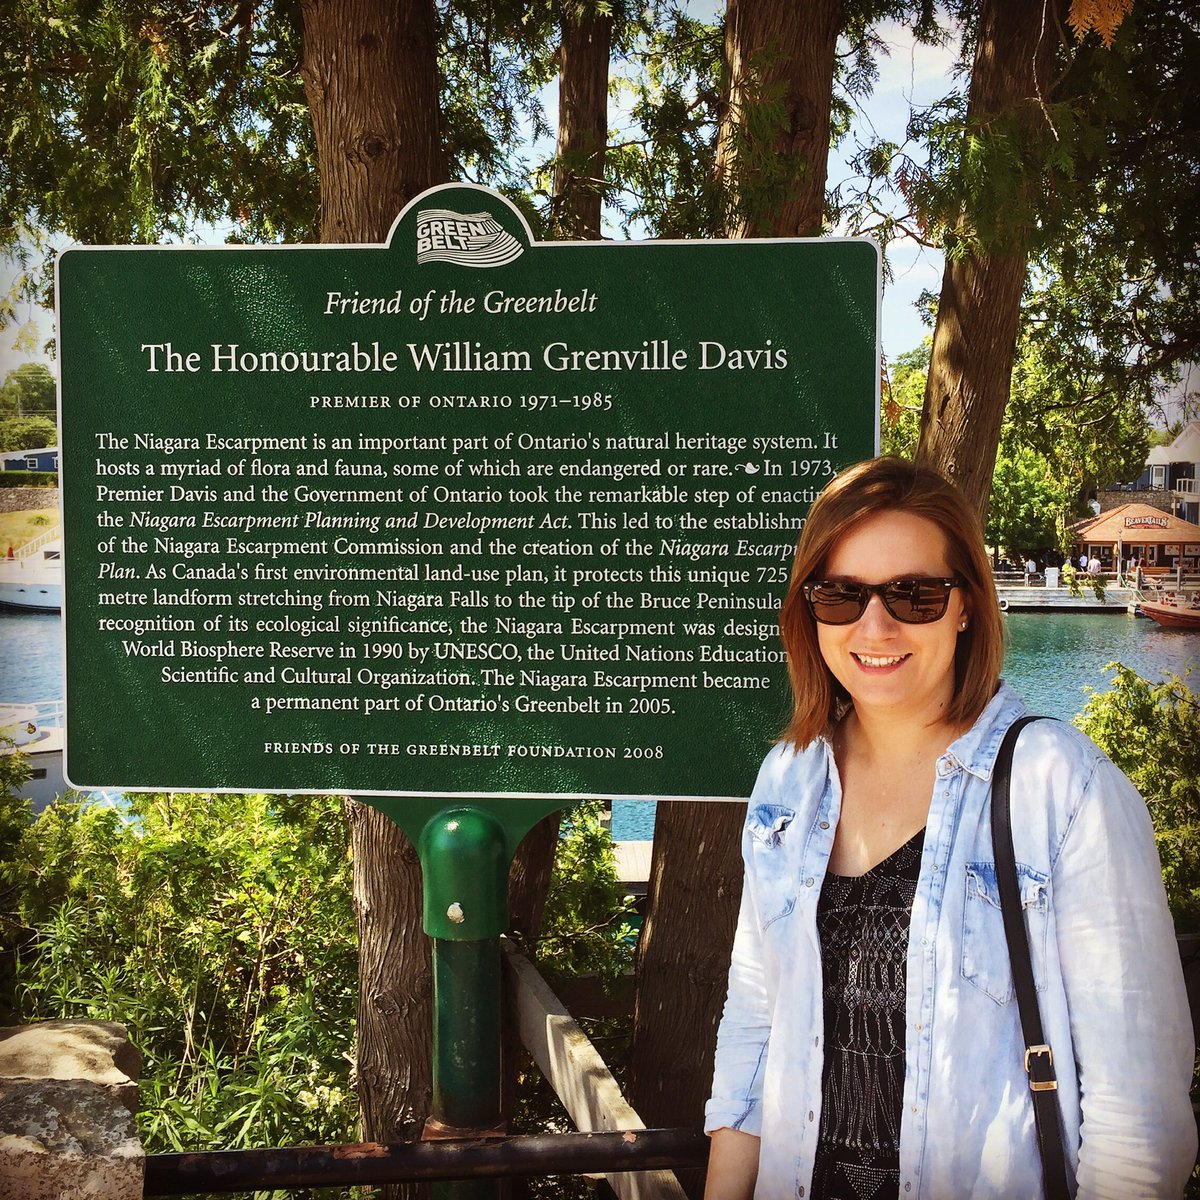 GREEN
BELT
Friend of the Greenbelt
The Honourable William Grenville Davis
PREMIER OF ONTARIO 1971–1985
The Niagara Escarpment is an important part of Ontario's natural heritage system. It
hosts a myriad of flora and fauna, some of which are endangered or rare. In 1973,
Premier Davis and the Government of Ontario took the remarkable step of enactin
the Niagara Escarpment Planning and Development Act. This led to the establishm
of the Niagara Escarpment Commission and the creation of the Niagara Escarp
Plan. As Canada's first environmental land-use plan, it protects this unique 725
metre landform stretching from Niagara Falls to the tip of the Bruce Peninsula
recognition of its ecological significance, the Niagara Escarpment was design
World Biosphere Reserve in 1990 by UNESCO, the United Nations Education
Scientific and Cultural Organization. The Niagara Escarpment became
a permanent part of Ontario's Greenbelt in 2005.
FRIENDS OF THE GREENBELT FOUNDATION 2008
BEAVERTAILS